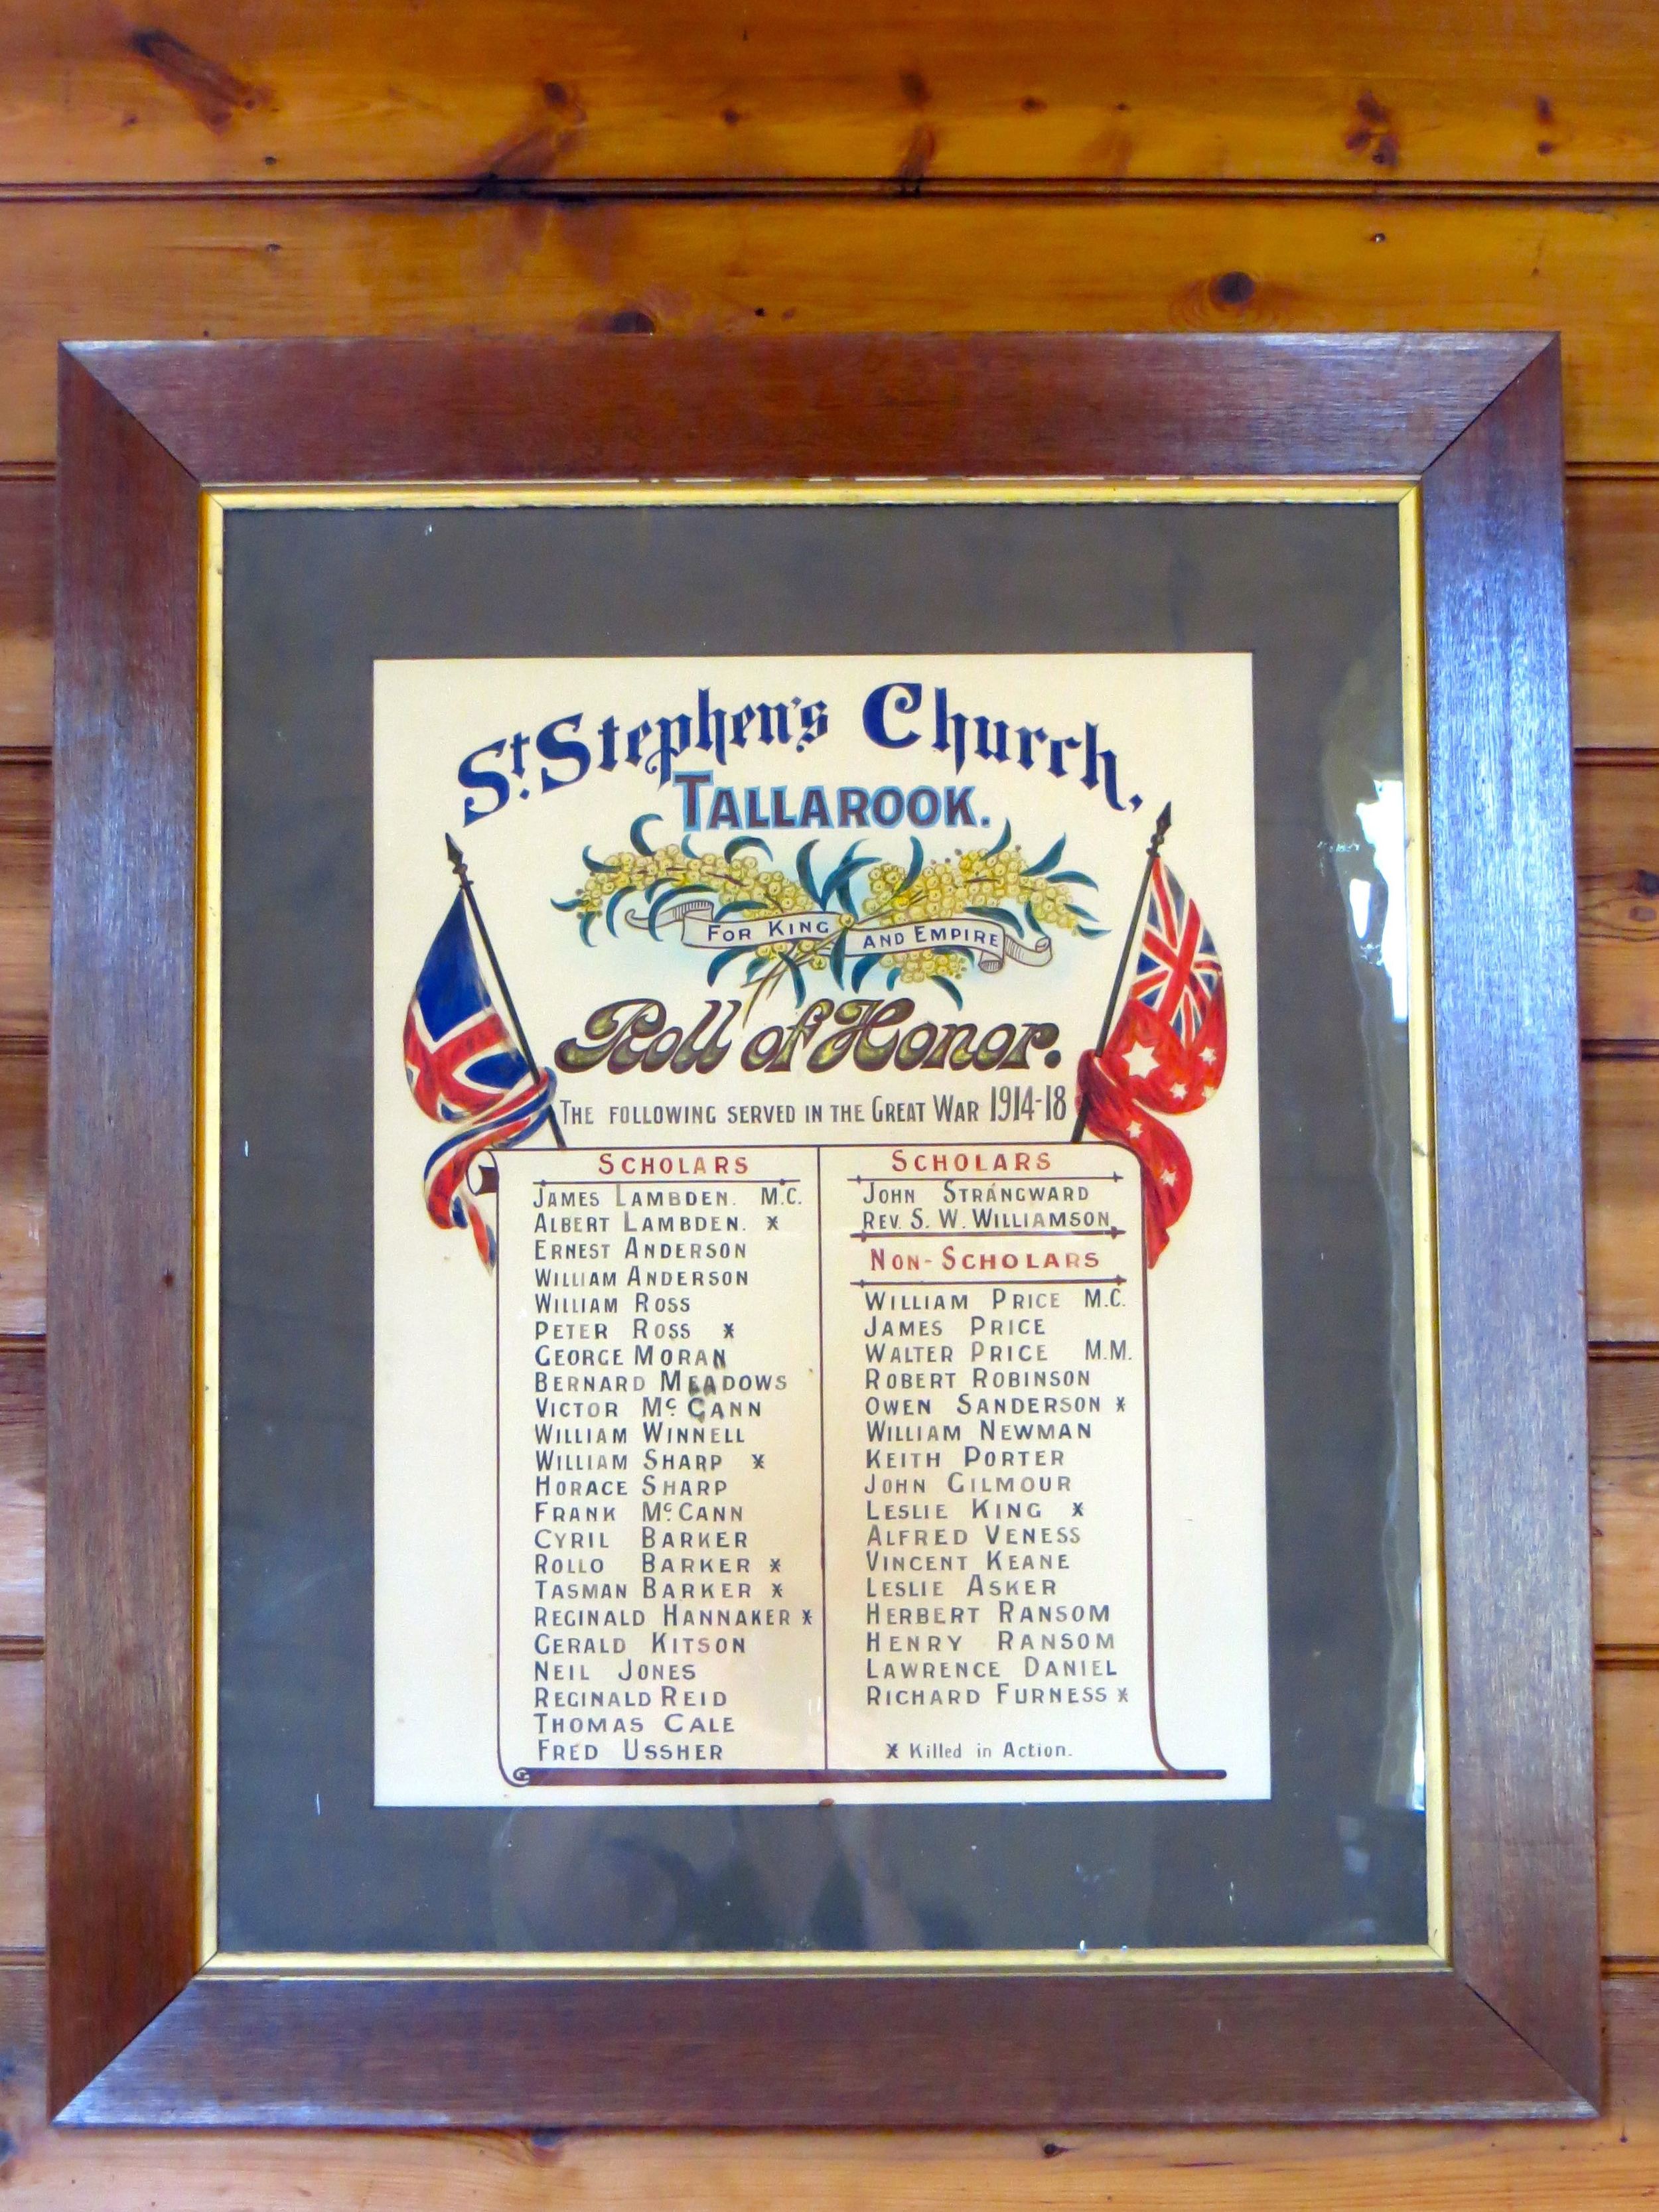 St. Stephen's Church,
TALLAROOK.
FOR KING AND EMPIRE
Roll of Honor.
THE FOLLOWING SERVED IN THE GREAT WAR 1914-18
SCHOLARS
JAMES LAMBDEN. M.C.
ALBERT LAMBDEN. x
ERNEST ANDERSON
WILLIAM ANDERSON
WILLIAM ROSS
PETER ROSS x
GEORGE MORAN
BERNARD MEADOWS
VICTOR McCANN
WILLIAM WINNELL
WILLIAM SHARP x
HORACE SHARP
FRANK McCANN
CYRIL BARKER
ROLLO BARKER x
TASMAN BARKER x
REGINALD HANNAKER x
GERALD KITSON
NEIL JONES
REGINALD REID
THOMAS CALE
FRED USSHER
SCHOLARS
JOHN STRANGWARD
REV. S. W. WILLIAMSON
NON-SCHOLARS
WILLIAM PRICE M.C.
JAMES PRICE
WALTER PRICE M.M.
ROBERT ROBINSON
OWEN SANDERSON x
WILLIAM NEWMAN
KEITH PORTER
JOHN GILMOUR
LESLIE KING x
ALFRED VENESS
VINCENT KEANE
LESLIE ASKER
HERBERT RANSOM
HENRY RANSOM
LAWRENCE DANIEL
RICHARD FURNESS x
x Killed in Action.